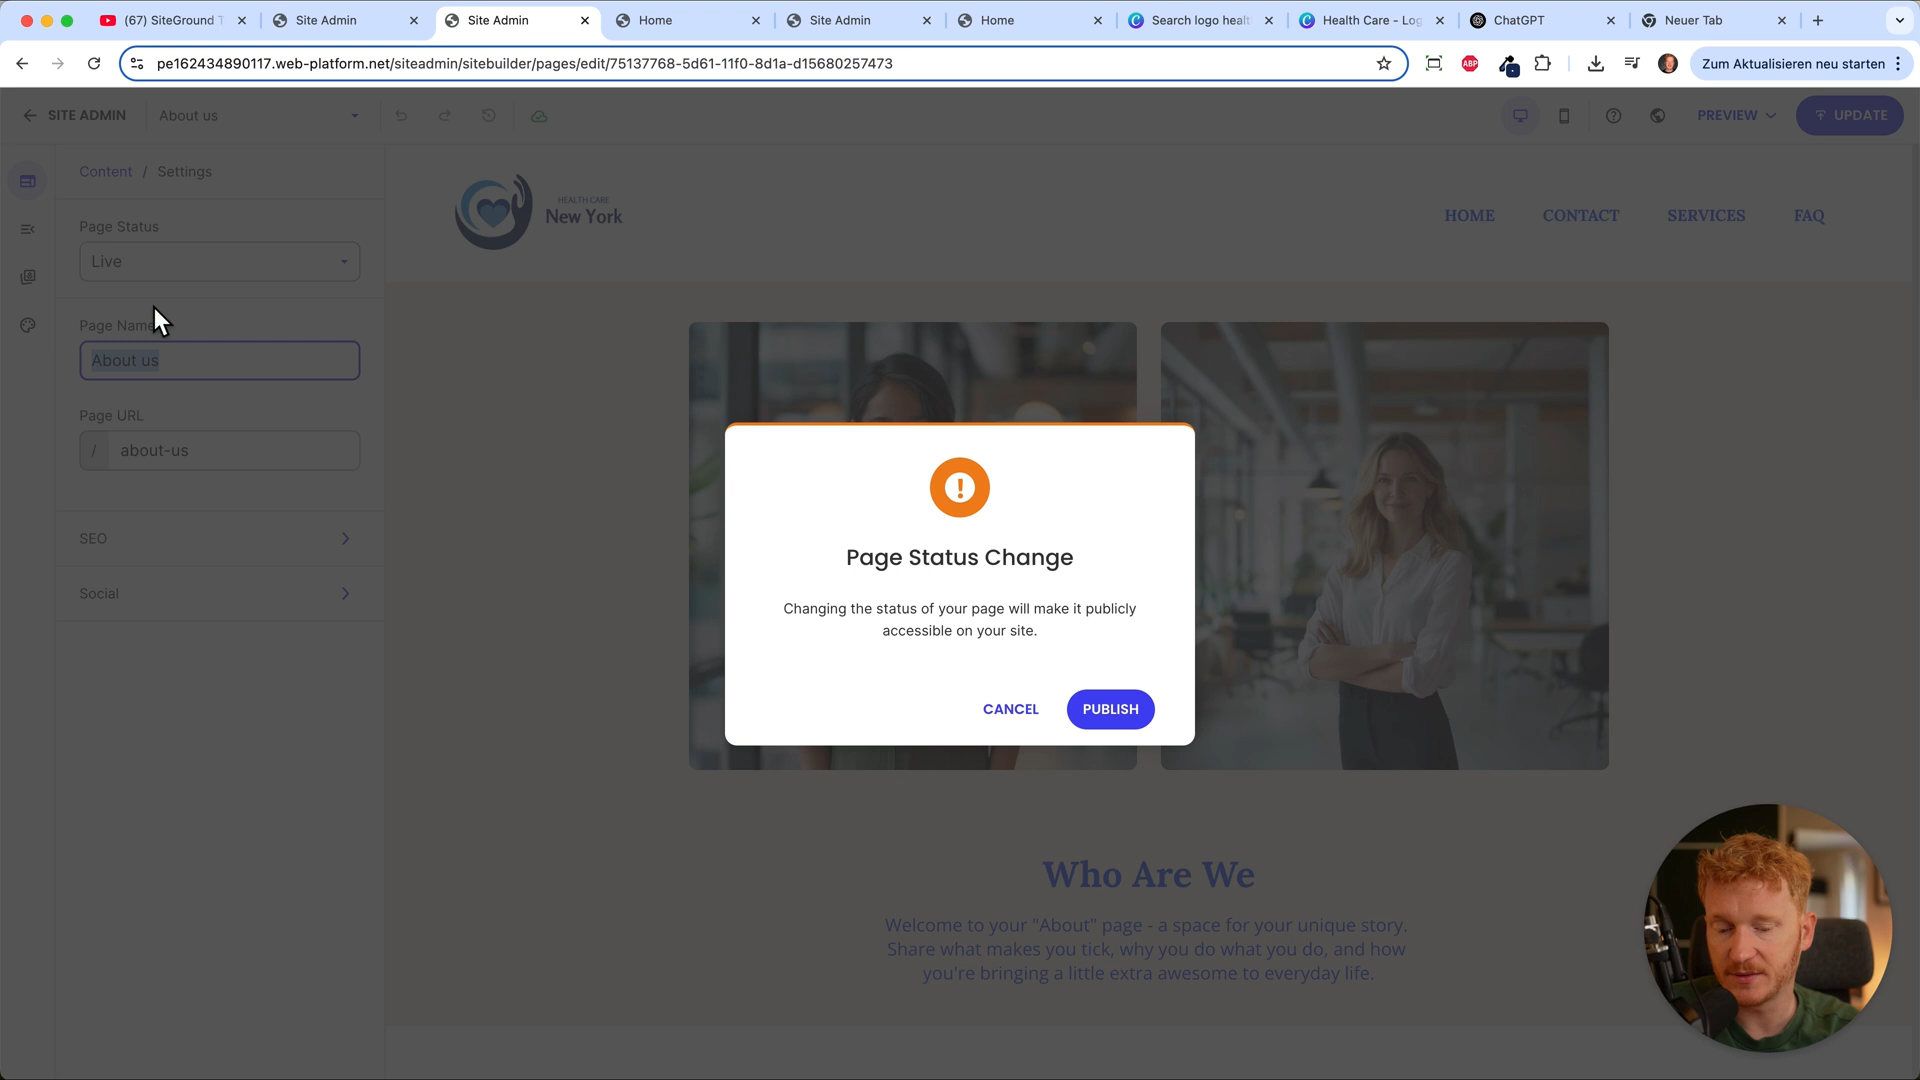 (67) SiteGround T
Site Admin
Site Admin
Home
Site Admin
Home
Search logo healt
Health Care - Log
ChatGPT
Neuer Tab
pe162434890117.web-platform.net/siteadmin/sitebuilder/pages/edit/75137768-5d61-11f0-8d1a-d15680257473
ABP
Zum Aktualisieren neu starten
SITE ADMIN
About us
PREVIEW
UPDATE
Content / Settings
Page Status
Live
Page Name
About us
Page URL
/ about-us
SEO
Social
HEALTH CARE
New York
HOME
CONTACT
SERVICES
FAQ
Page Status Change
Changing the status of your page will make it publicly
accessible on your site.
CANCEL
PUBLISH
Who Are We
Welcome to your "About" page - a space for your unique story.
Share what makes you tick, why you do what you do, and how
you're bringing a little extra awesome to everyday life.